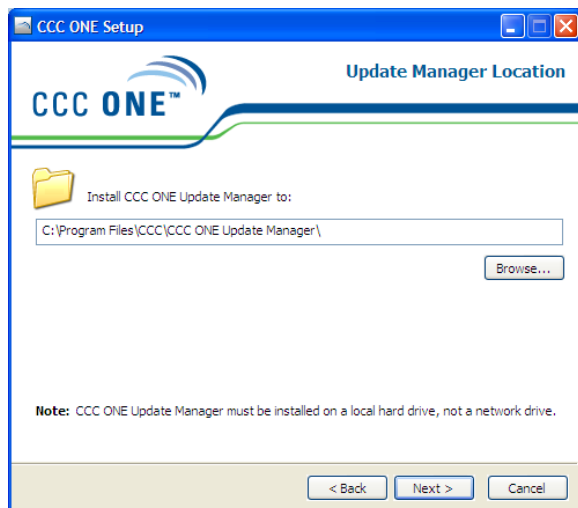 CCC ONE Setup
Update Manager Location
CCC ONE™
Install CCC ONE Update Manager to:
C:\Program Files\CCC\CCC ONE Update Manager\
Browse...
Note: CCC ONE Update Manager must be installed on a local hard drive, not a network drive.
< Back Next > Cancel